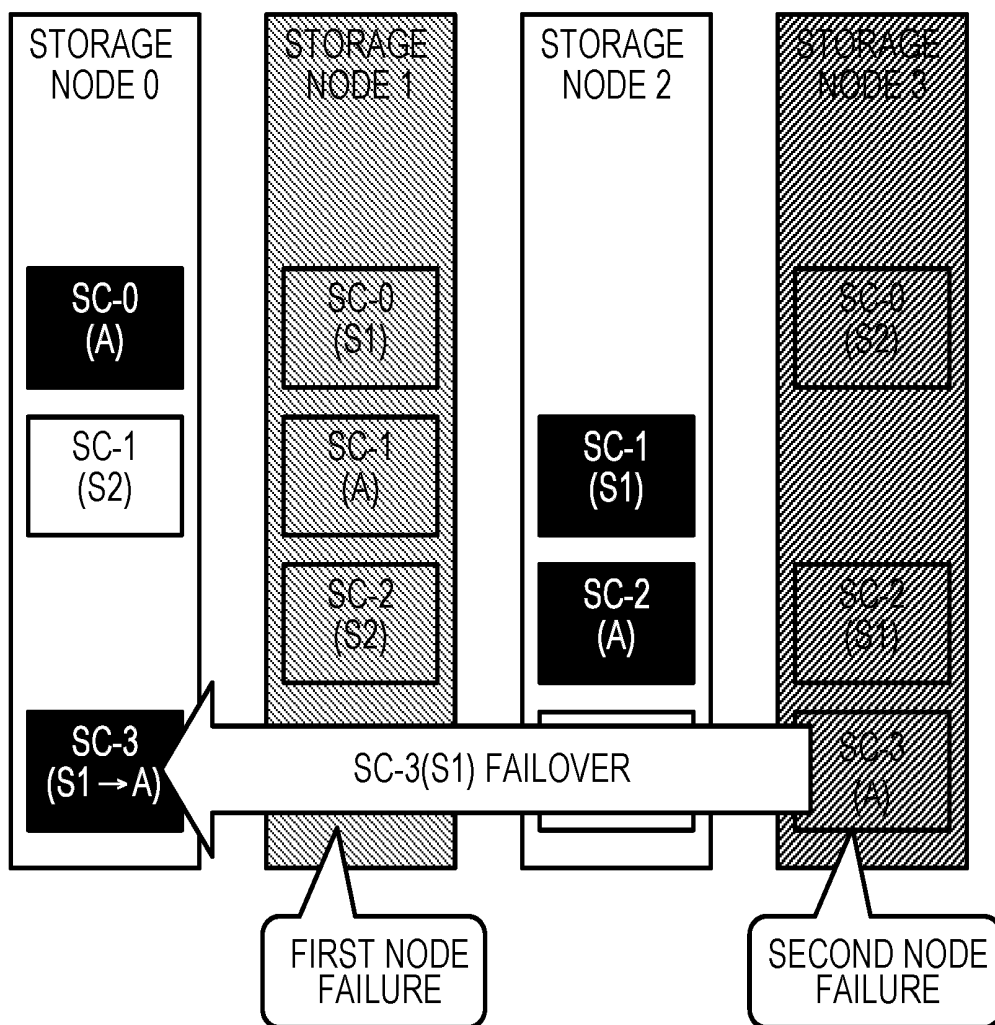 STORAGE
NODE 0
STORAGE
NODE 1
STORAGE
NODE 2
STORAGE
NODE 3
SC-0
(A)
SC-0
(S1)
SC-0
(S2)
SC-1
(S2)
SC-1
(A)
SC-1
(S1)
SC-2
(S2)
SC-2
(A)
SC-2
(S1)
SC-3
(S1→A)
SC-3(S1) FAILOVER
SC-3
(A)
FIRST NODE
FAILURE
SECOND NODE
FAILURE